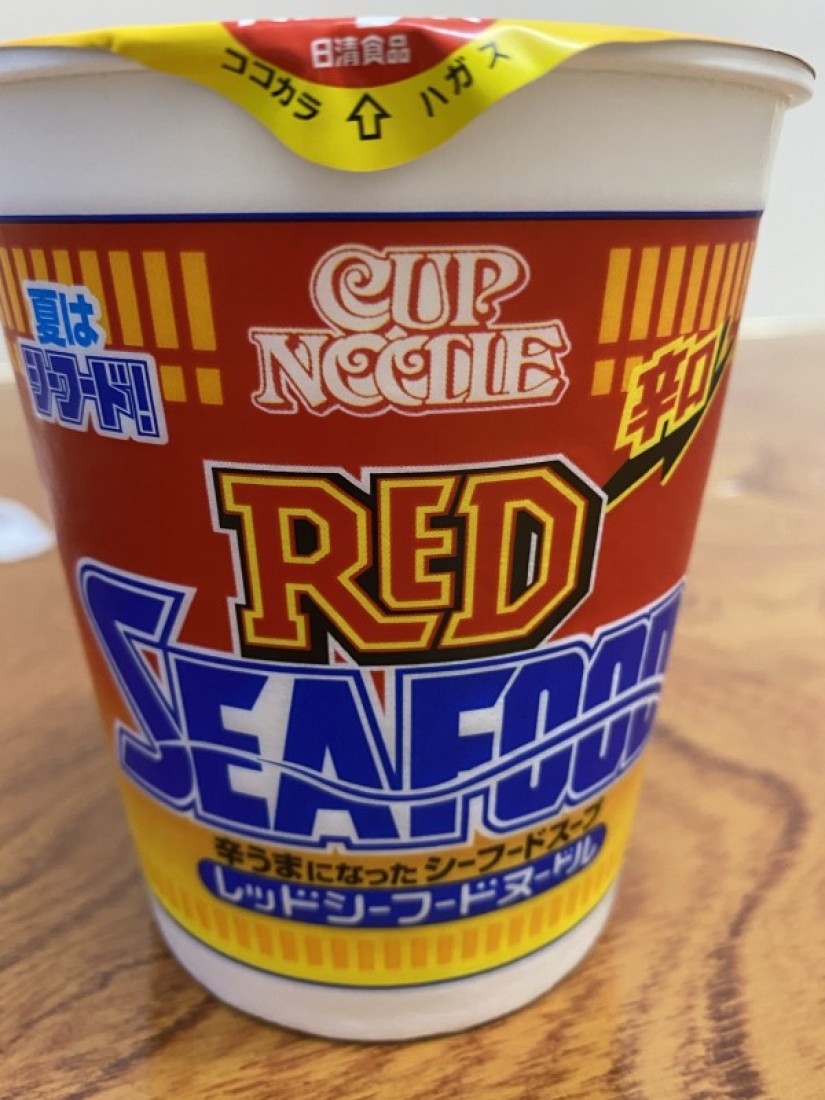 日清食品
ココカラ ハガス
CUP
NOODLE
夏は
シーフード!
辛口
RED
SEAFOOD
辛うまになった シーフードスープ
レッドシーフードヌードル